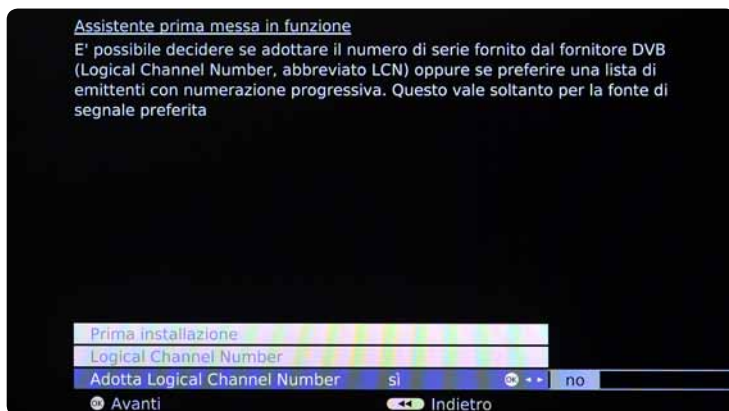 Assistente prima messa in funzione
E' possibile decidere se adottare il numero di serie fornito dal fornitore DVB
(Logical Channel Number, abbreviato LCN) oppure se preferire una lista di
emittenti con numerazione progressiva. Questo vale soltanto per la fonte di
segnale preferita
Prima installazione
Logical Channel Number
Adotta Logical Channel Number sì OK no
OK Avanti Indietro